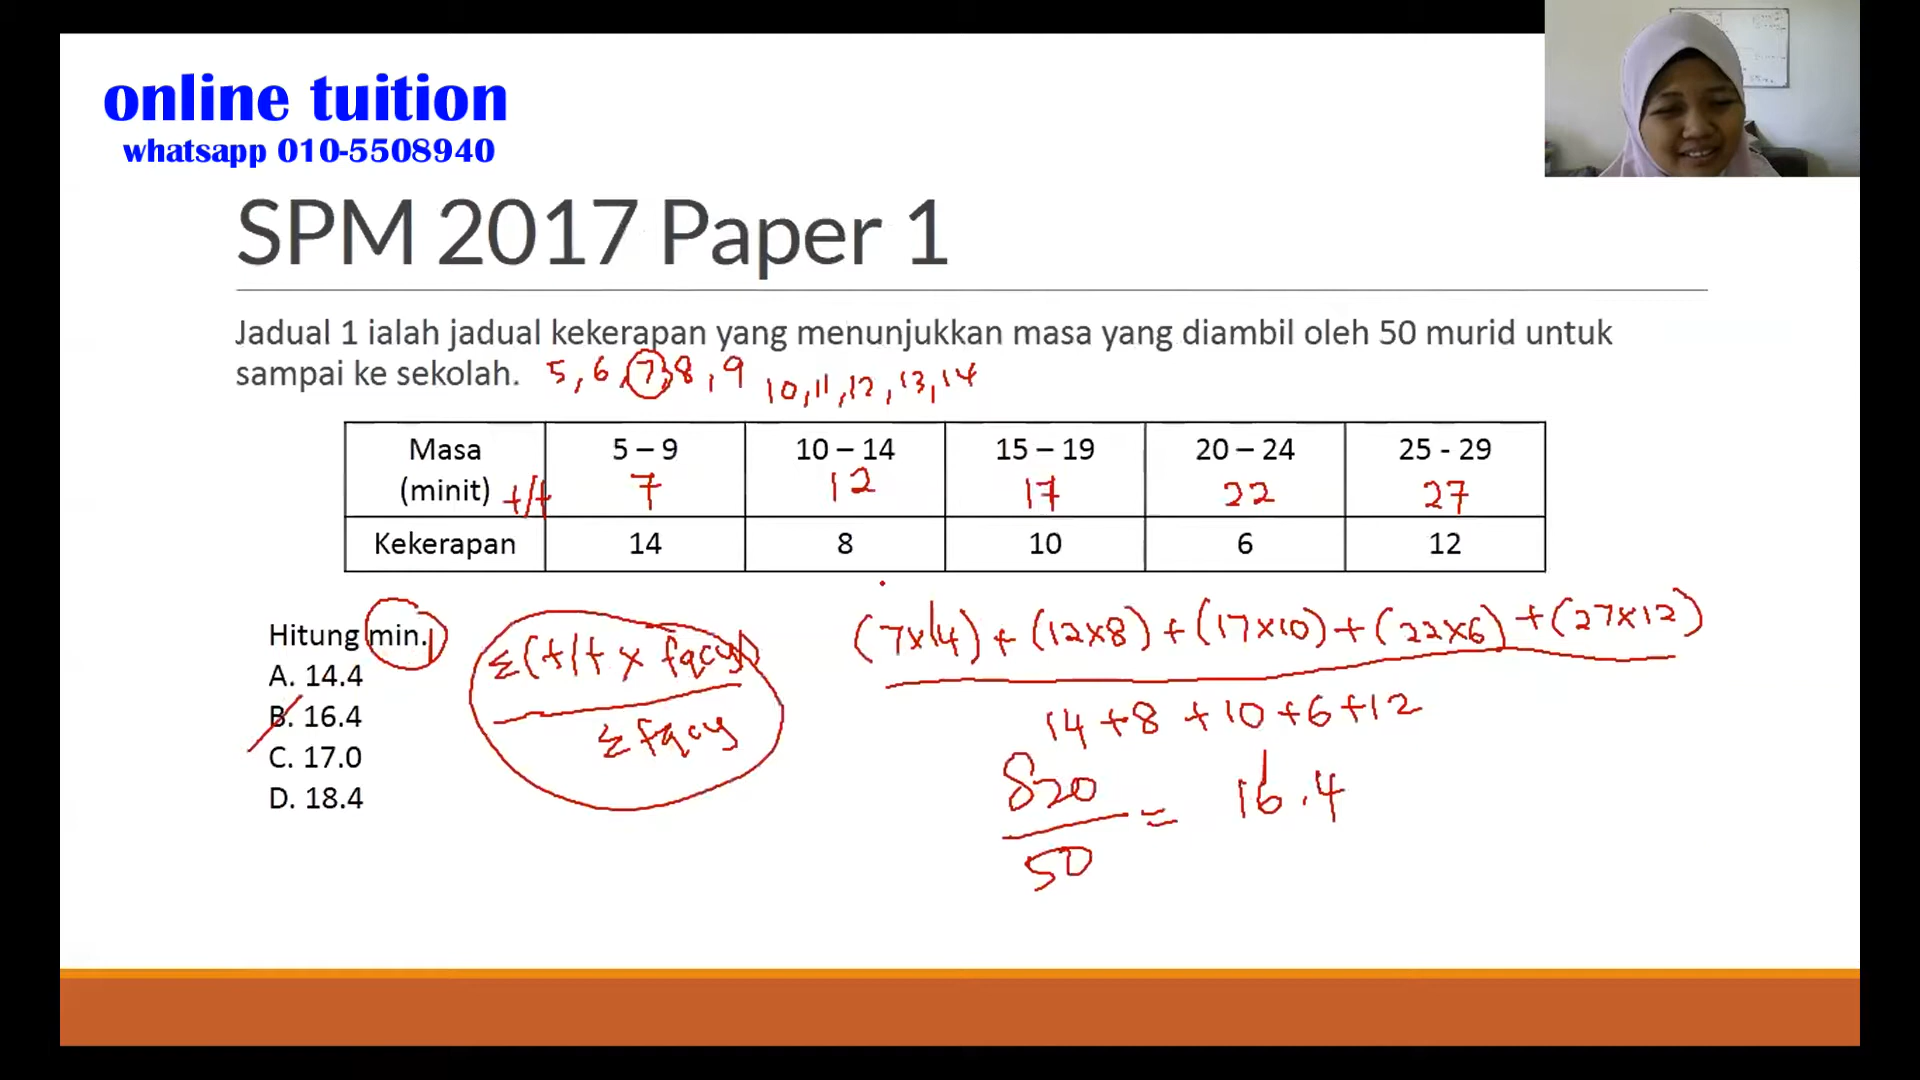 online tuition
whatsapp 010-5508940
SPM 2017 Paper 1
Jadual 1 ialah jadual kekerapan yang menunjukkan masa yang diambil oleh 50 murid untuk
sampai ke sekolah.
5, 6, 7, 8, 9 10, 11, 12, 13, 14
Masa (minit) t/t 5 – 9 10 – 14 15 – 19 20 – 24 25 - 29
7 12 17 22 27
Kekerapan 14 8 10 6 12
Hitung min.
A. 14.4
B. 16.4
C. 17.0
D. 18.4
Σ(t/t x fqcy)
Σfqcy
(7x14) + (12x8) + (17x10) + (22x6) + (27x12)
14 + 8 + 10 + 6 + 12
820
50
= 16.4